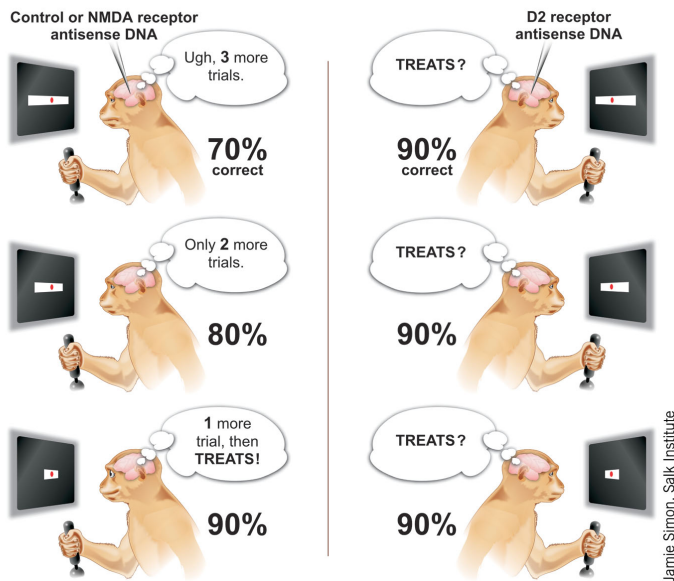 Control or NMDA receptor
antisense DNA
Ugh, 3 more
trials.
70%
correct
Only 2 more
trials.
80%
1 more
trial, then
TREATS!
90%
D2 receptor
antisense DNA
TREATS?
90%
correct
TREATS?
90%
TREATS?
90%
Jamie Simon, Salk Institute